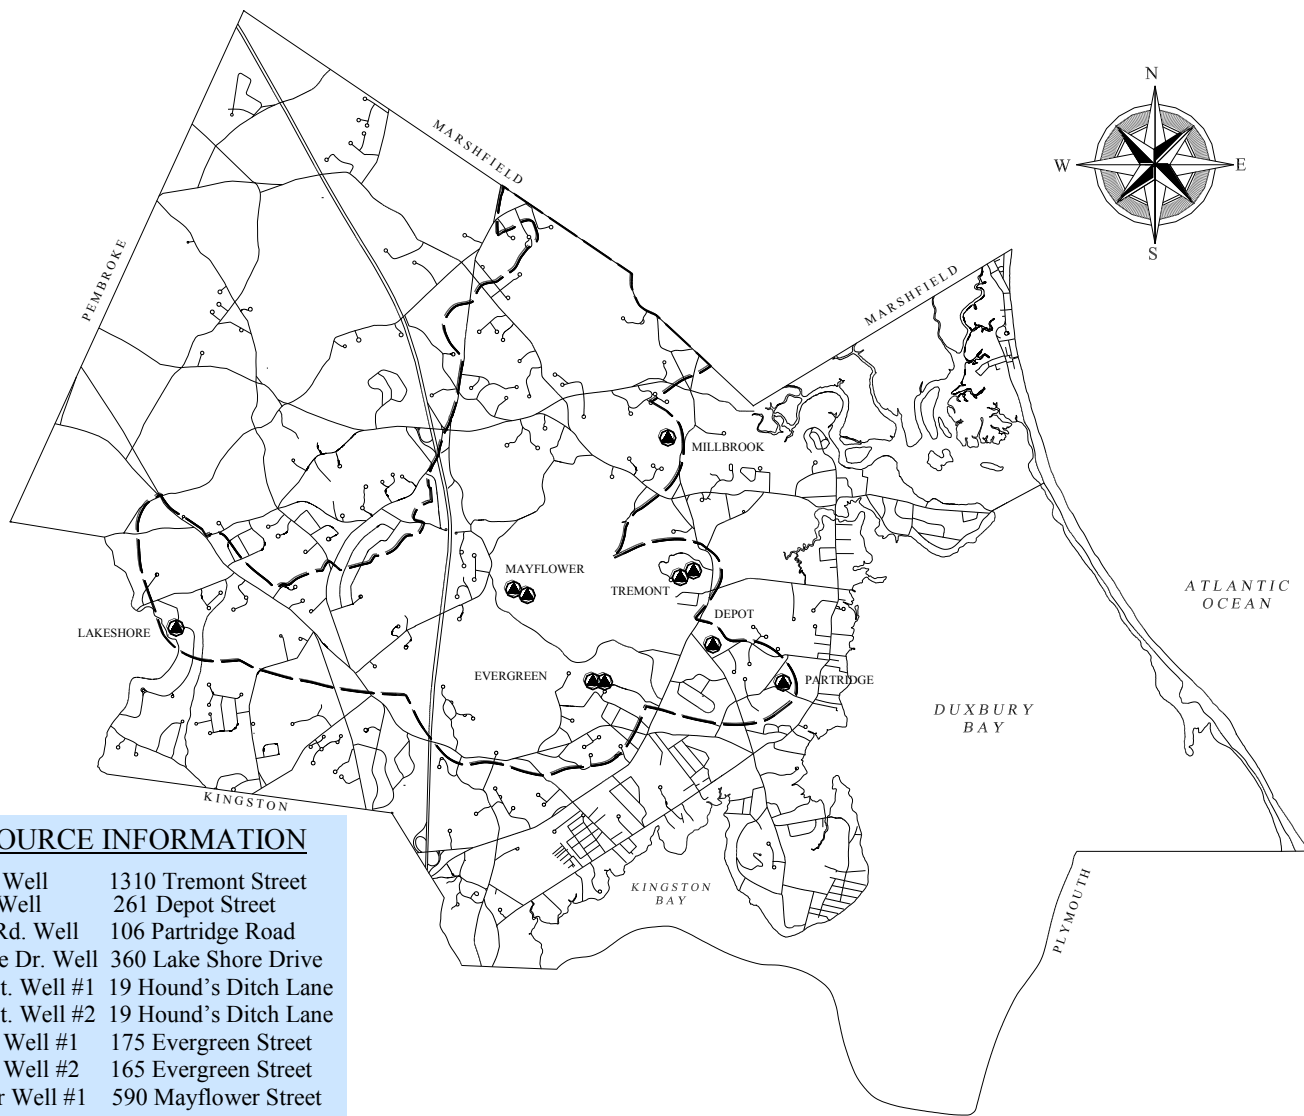 N
W
E
S
MARSHFIELD
PEMBROKE
MARSHFIELD
MILLBROOK
MAYFLOWER
TREMONT
ATLANTIC
OCEAN
DEPOT
LAKESHORE
EVERGREEN
PARTRIDGE
DUXBURY
BAY
KINGSTON
KINGSTON
BAY
PLYMOUTH
OURCE INFORMATION
Well 1310 Tremont Street
Well 261 Depot Street
Rd. Well 106 Partridge Road
e Dr. Well 360 Lake Shore Drive
t. Well #1 19 Hound's Ditch Lane
t. Well #2 19 Hound's Ditch Lane
Well #1 175 Evergreen Street
Well #2 165 Evergreen Street
r Well #1 590 Mayflower Street